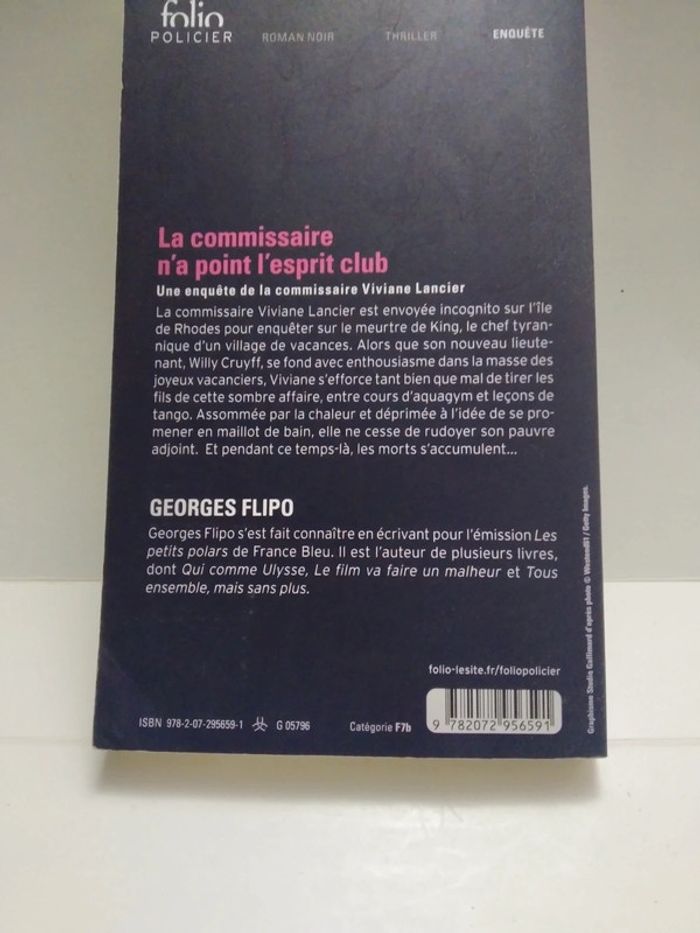 folio
POLICIER
ROMAN NOIR THRILLER ENQUÊTE
La commissaire
n'a point l'esprit club
Une enquête de la commissaire Viviane Lancier
La commissaire Viviane Lancier est envoyée incognito sur l'île
de Rhodes pour enquêter sur le meurtre de King, le chef tyran-
nique d'un village de vacances. Alors que son nouveau lieute-
nant, Willy Cruyff, se fond avec enthousiasme dans la masse des
joyeux vacanciers, Viviane s'efforce tant bien que mal de tirer les
fils de cette sombre affaire, entre cours d'aquagym et leçons de
tango. Assommée par la chaleur et déprimée à l'idée de se pro-
mener en maillot de bain, elle ne cesse de rudoyer son pauvre
adjoint. Et pendant ce temps-là, les morts s'accumulent...
GEORGES FLIPO
Georges Flipo s'est fait connaître en écrivant pour l'émission Les
petits polars de France Bleu. Il est l'auteur de plusieurs livres,
dont Qui comme Ulysse, Le film va faire un malheur et Tous
ensemble, mais sans plus.
Graphisme Studio Gallimard d'après photo © Westend61 / Getty Images.
folio-lesite.fr/foliopolicier
ISBN 978-2-07-295659-1 G 05796 Catégorie F7b
9 782072 956591